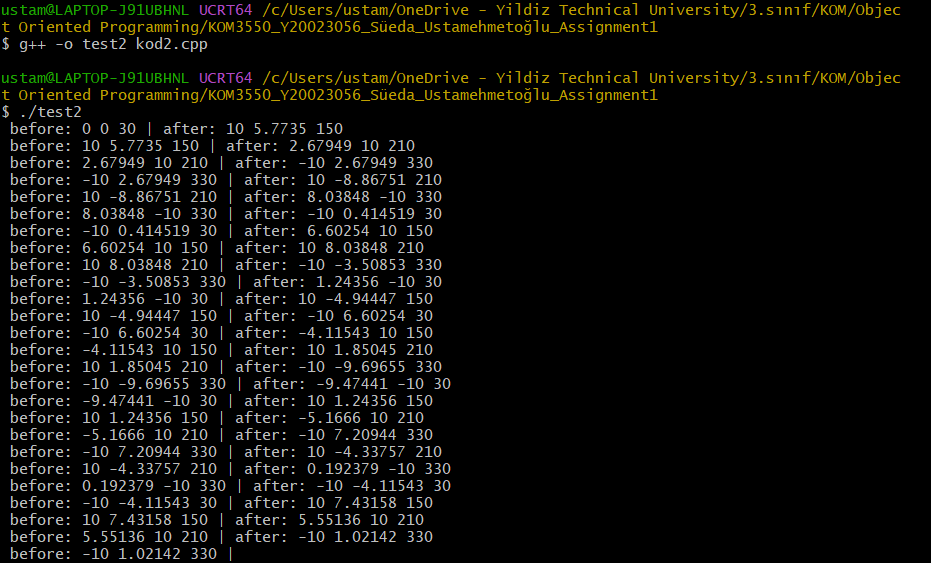 ustam@LAPTOP-J91UBHNL UCRT64 /c/Users/ustam/OneDrive - Yildiz Technical University/3.sınıf/KOM/Objec
t Oriented Programming/KOM3550_Y20023056_Süeda_Ustamehmetoğlu_Assignment1
$ g++ -o test2 kod2.cpp
ustam@LAPTOP-J91UBHNL UCRT64 /c/Users/ustam/OneDrive - Yildiz Technical University/3.sınıf/KOM/Objec
t Oriented Programming/KOM3550_Y20023056_Süeda_Ustamehmetoğlu_Assignment1
$ ./test2
before: 0 0 30 | after: 10 5.7735 150
before: 10 5.7735 150 | after: 2.67949 10 210
before: 2.67949 10 210 | after: -10 2.67949 330
before: -10 2.67949 330 | after: 10 -8.86751 210
before: 10 -8.86751 210 | after: 8.03848 -10 330
before: 8.03848 -10 330 | after: -10 0.414519 30
before: -10 0.414519 30 | after: 6.60254 10 150
before: 6.60254 10 150 | after: 10 8.03848 210
before: 10 8.03848 210 | after: -10 -3.50853 330
before: -10 -3.50853 330 | after: 1.24356 -10 30
before: 1.24356 -10 30 | after: 10 -4.94447 150
before: 10 -4.94447 150 | after: -10 6.60254 30
before: -10 6.60254 30 | after: -4.11543 10 150
before: -4.11543 10 150 | after: 10 1.85045 210
before: 10 1.85045 210 | after: -10 -9.69655 330
before: -10 -9.69655 330 | after: -9.47441 -10 30
before: -9.47441 -10 30 | after: 10 1.24356 150
before: 10 1.24356 150 | after: -5.1666 10 210
before: -5.1666 10 210 | after: -10 7.20944 330
before: -10 7.20944 330 | after: 10 -4.33757 210
before: 10 -4.33757 210 | after: 0.192379 -10 330
before: 0.192379 -10 330 | after: -10 -4.11543 30
before: -10 -4.11543 30 | after: 10 7.43158 150
before: 10 7.43158 150 | after: 5.55136 10 210
before: 5.55136 10 210 | after: -10 1.02142 330
before: -10 1.02142 330 |